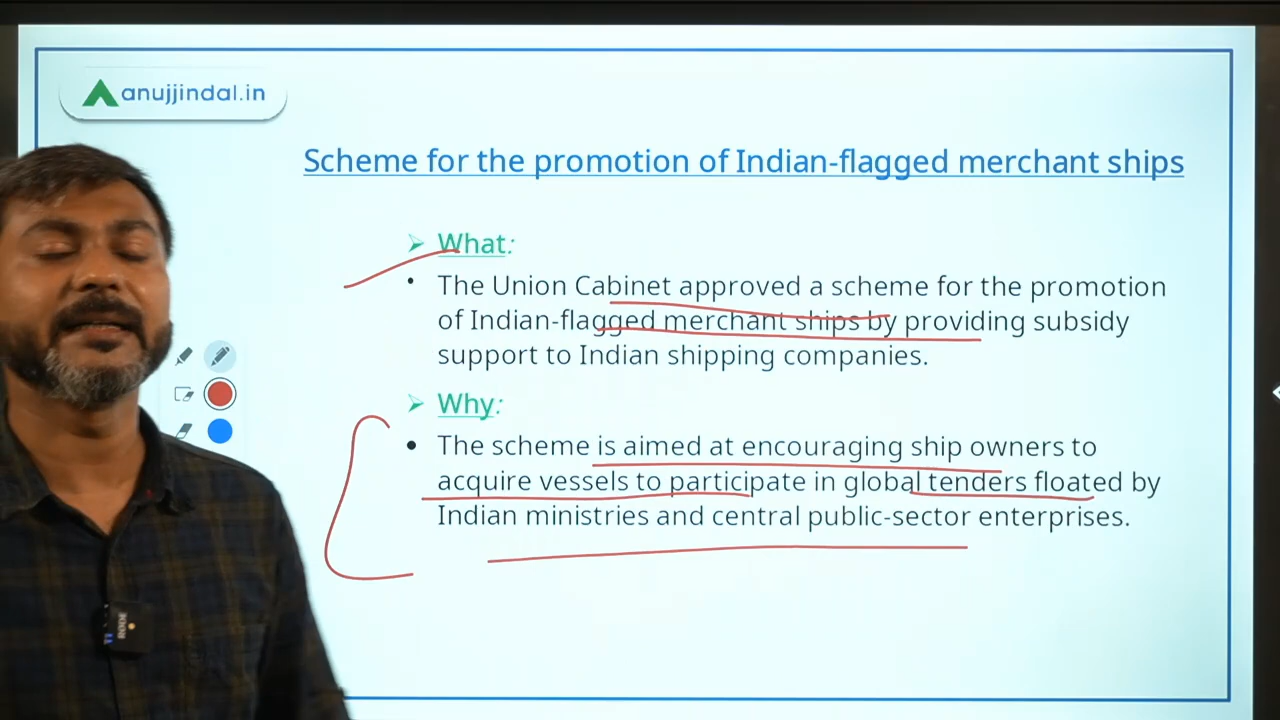 anujjindal.in
Scheme for the promotion of Indian-flagged merchant ships
What:
The Union Cabinet approved a scheme for the promotion
of Indian-flagged merchant ships by providing subsidy
support to Indian shipping companies.
Why:
The scheme is aimed at encouraging ship owners to
acquire vessels to participate in global tenders floated by
Indian ministries and central public-sector enterprises.
RODE